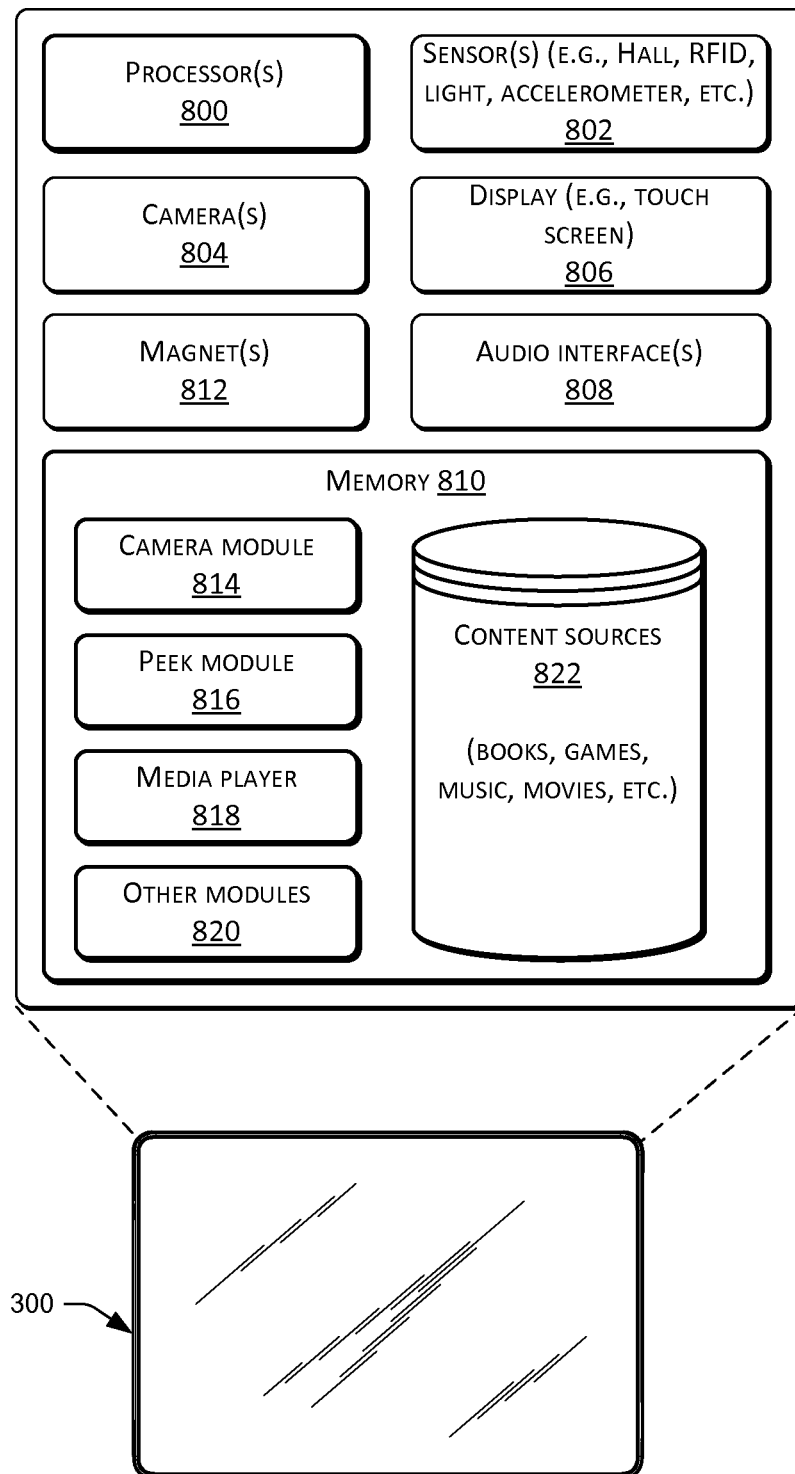 PROCESSOR(S)
800
SENSOR(S) (E.G., HALL, RFID,
LIGHT, ACCELEROMETER, ETC.)
802
CAMERA(S)
804
DISPLAY (E.G., TOUCH
SCREEN)
806
MAGNET(S)
812
AUDIO INTERFACE(S)
808
MEMORY 810
CAMERA MODULE
814
PEEK MODULE
816
MEDIA PLAYER
818
OTHER MODULES
820
CONTENT SOURCES
822
(BOOKS, GAMES,
MUSIC, MOVIES, ETC.)
300